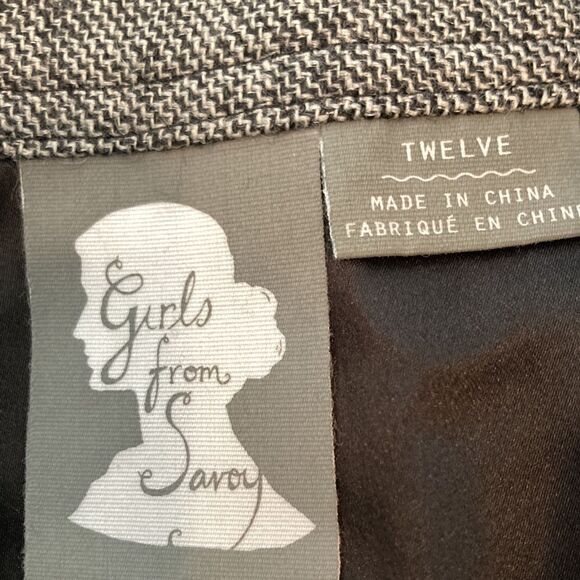 Girls
from
Savoy
TWELVE
MADE IN CHINA
FABRIQUÉ EN CHINE